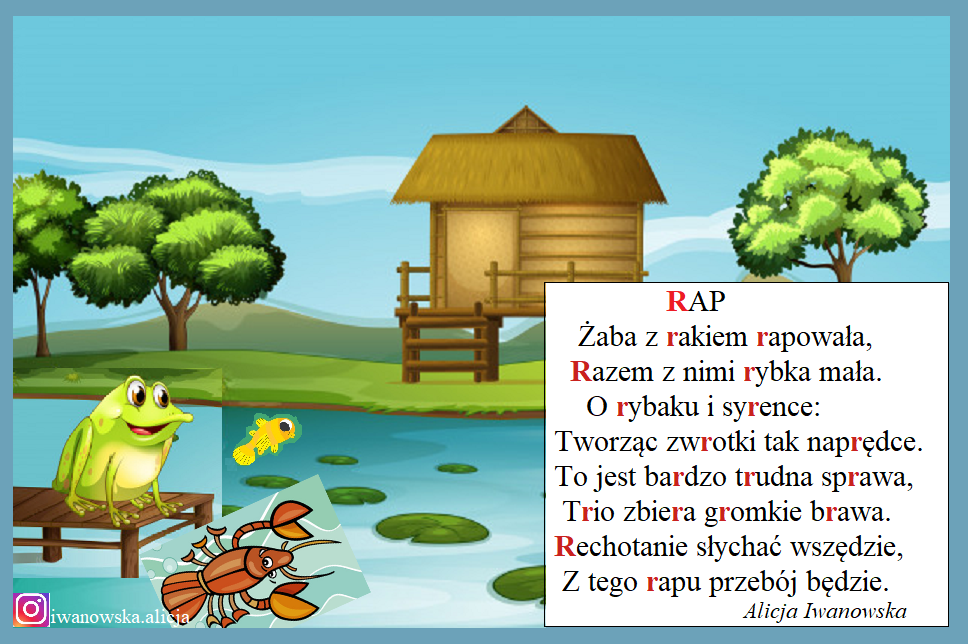 RAP
Żaba z rakiem rapowała,
Razem z nimi rybka mała.
O rybaku i syrence:
Tworząc zwrotki tak naprędce.
To jest bardzo trudna sprawa,
Trio zbiera gromkie brawa.
Rechotanie słychać wszędzie,
Z tego rapu przebój będzie.
Alicja Iwanowska
iwanowska.alicja